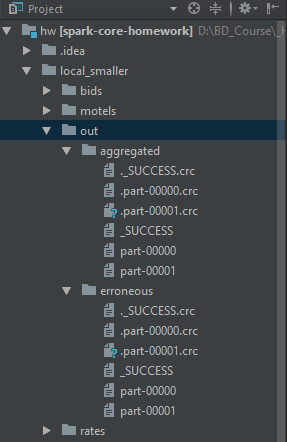 Project
hw [spark-core-homework] D:\BD_Course\_H
.idea
local_smaller
bids
motels
out
aggregated
._SUCCESS.crc
.part-00000.crc
.part-00001.crc
_SUCCESS
part-00000
part-00001
erroneous
._SUCCESS.crc
.part-00000.crc
.part-00001.crc
_SUCCESS
part-00000
part-00001
rates